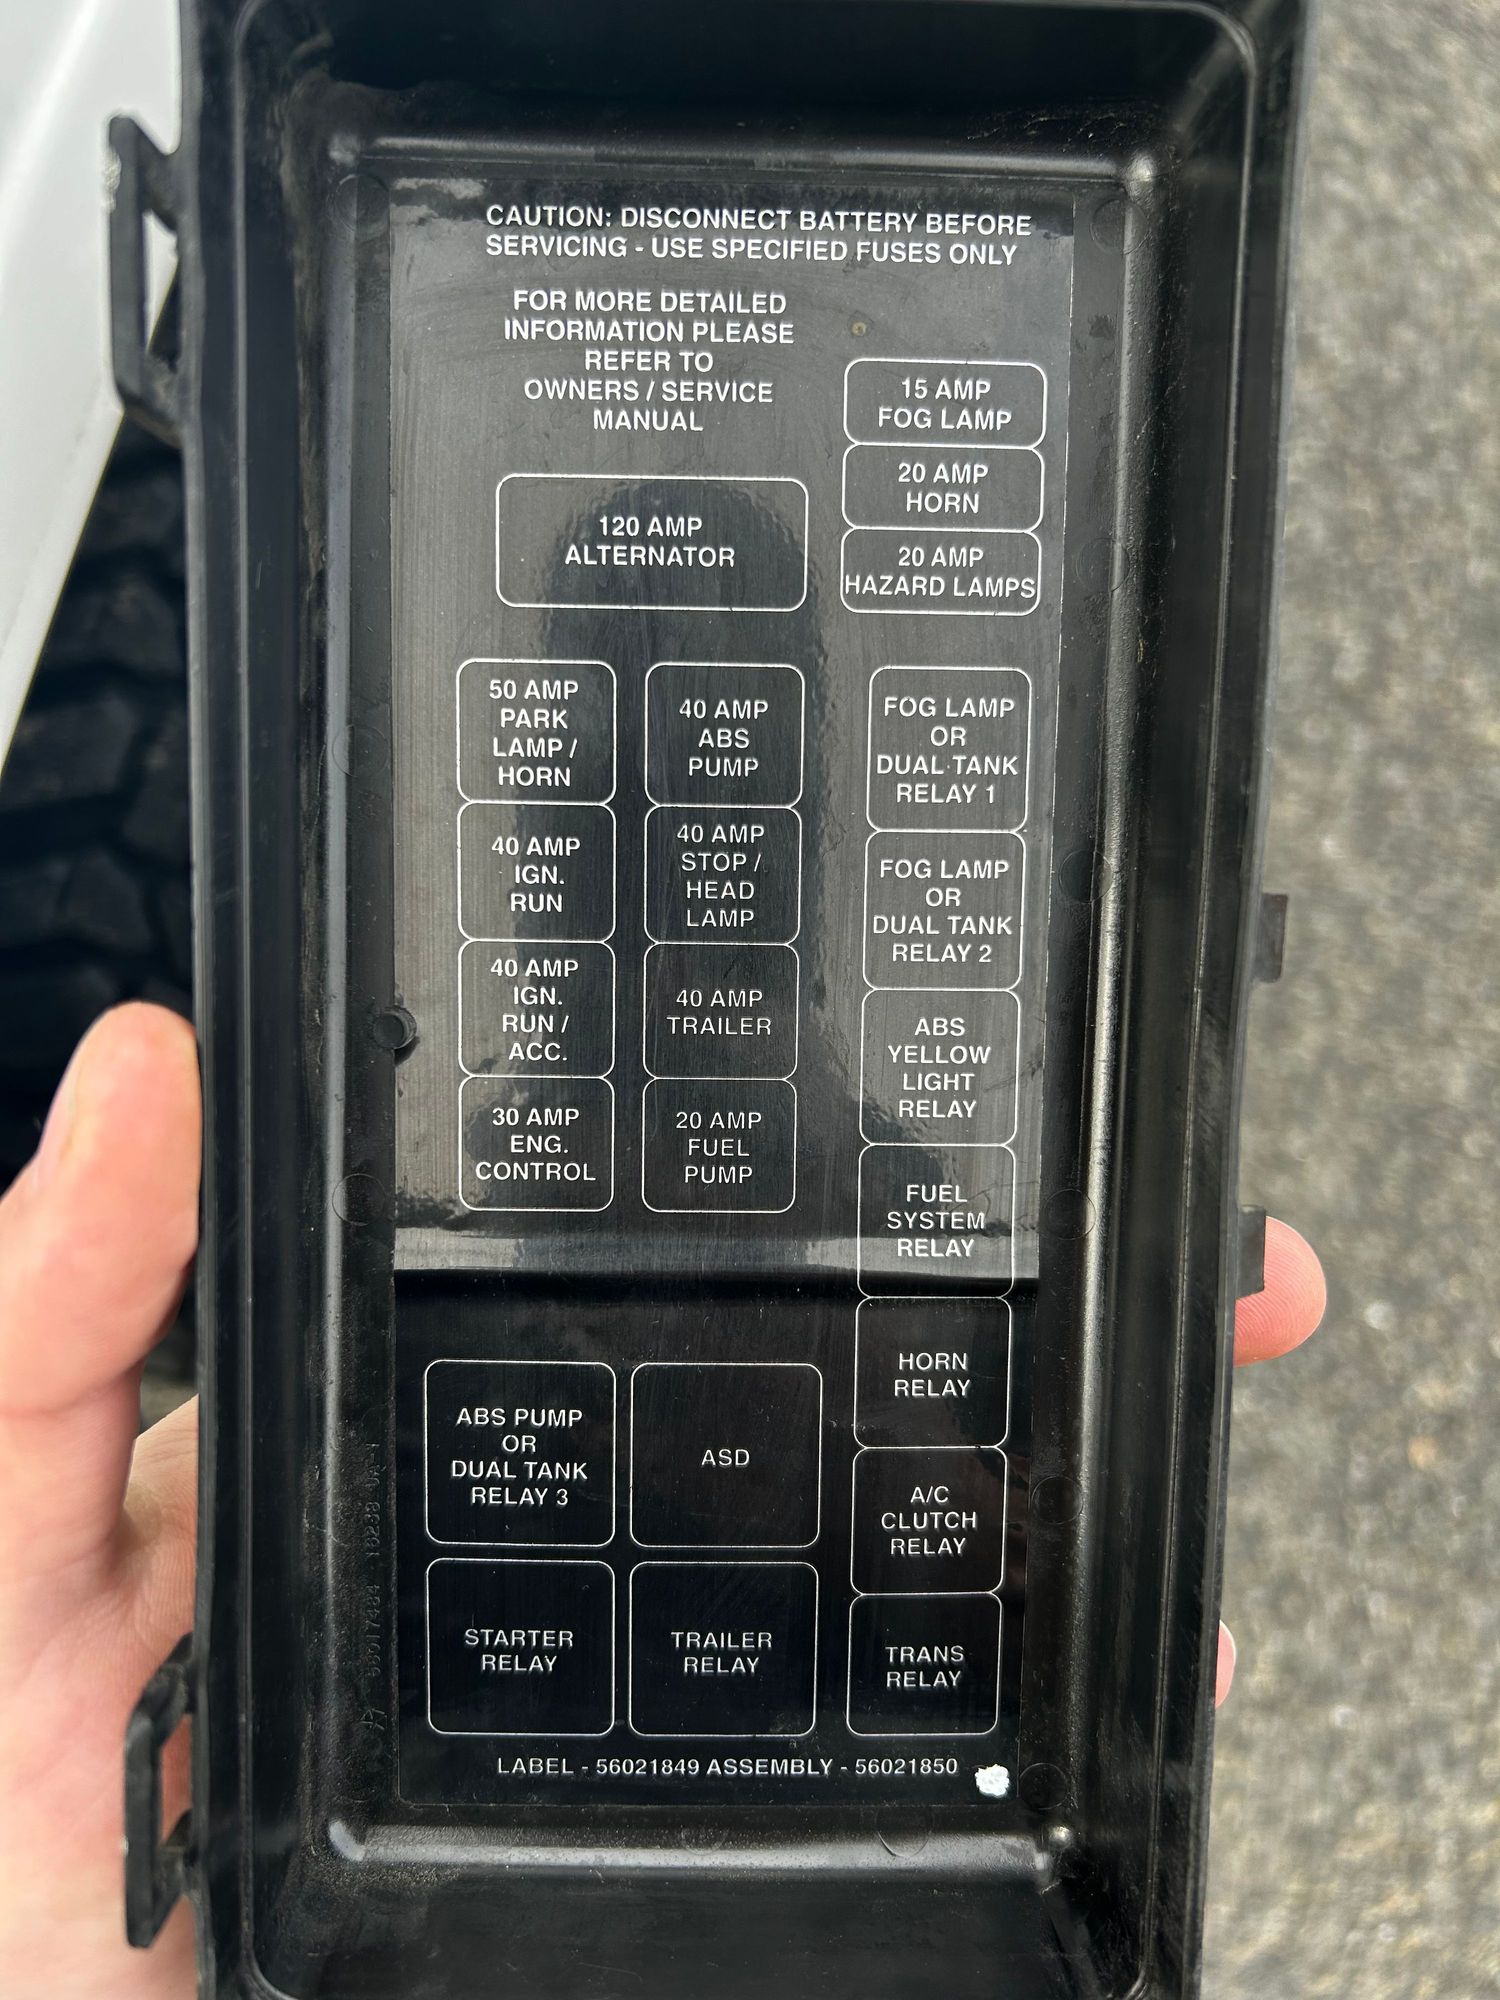 CAUTION: DISCONNECT BATTERY BEFORE
SERVICING - USE SPECIFIED FUSES ONLY
FOR MORE DETAILED
INFORMATION PLEASE
REFER TO
OWNERS / SERVICE
MANUAL
15 AMP
FOG LAMP
20 AMP
HORN
20 AMP
HAZARD LAMPS
120 AMP
ALTERNATOR
50 AMP
PARK
LAMP /
HORN
40 AMP
ABS
PUMP
FOG LAMP
OR
DUAL TANK
RELAY 1
40 AMP
IGN.
RUN
40 AMP
STOP /
HEAD
LAMP
FOG LAMP
OR
DUAL TANK
RELAY 2
40 AMP
IGN.
RUN /
ACC.
40 AMP
TRAILER
ABS
YELLOW
LIGHT
RELAY
30 AMP
ENG.
CONTROL
20 AMP
FUEL
PUMP
FUEL
SYSTEM
RELAY
HORN
RELAY
ABS PUMP
OR
DUAL TANK
RELAY 3
ASD
A/C
CLUTCH
RELAY
STARTER
RELAY
TRAILER
RELAY
TRANS
RELAY
LABEL - 56021849 ASSEMBLY - 56021850